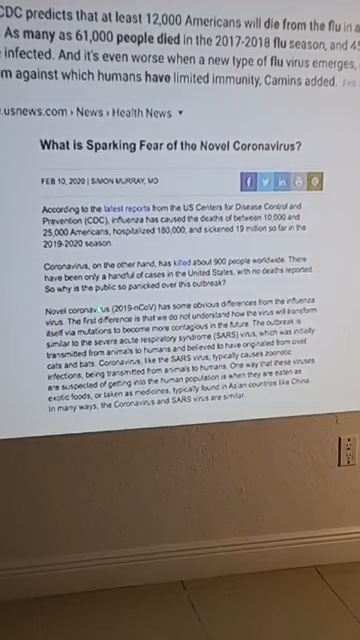 CDC predicts that at least 12,000 Americans will die from the flu in a
As many as 61,000 people died in the 2017-2018 flu season, and 45
infected. And it's even worse when a new type of flu virus emerges,
m against which humans have limited immunity, Camins added. Feb
.usnews.com › News › Health News
What is Sparking Fear of the Novel Coronavirus?
FEB 10, 2020 | SIMON MURRAY, MD
According to the latest reports from the US Centers for Disease Control and
Prevention (CDC), influenza has caused the deaths of between 10,000 and
25,000 Americans, hospitalized 180,000, and sickened 19 million so far in the
2019-2020 season.
Coronavirus, on the other hand, has killed about 900 people worldwide. There
have been only a handful of cases in the United States, with no deaths reported.
So why is the public so panicked over this outbreak?
Novel coronavirus (2019-nCoV) has some obvious differences from the influenza
virus. The first difference is that we do not understand how the virus will transform
itself via mutations to become more contagious in the future. The outbreak is
similar to the severe acute respiratory syndrome (SARS) virus, which was initially
transmitted from animals to humans and believed to have originated from civet
cats and bats. Coronavirus, like the SARS virus, typically causes zoonotic
infections, being transmitted from animals to humans. One way that these viruses
are suspected of getting into the human population is when they are eaten as
exotic foods, or taken as medicines, typically found in Asian countries like China.
In many ways, the Coronavirus and SARS virus are similar.